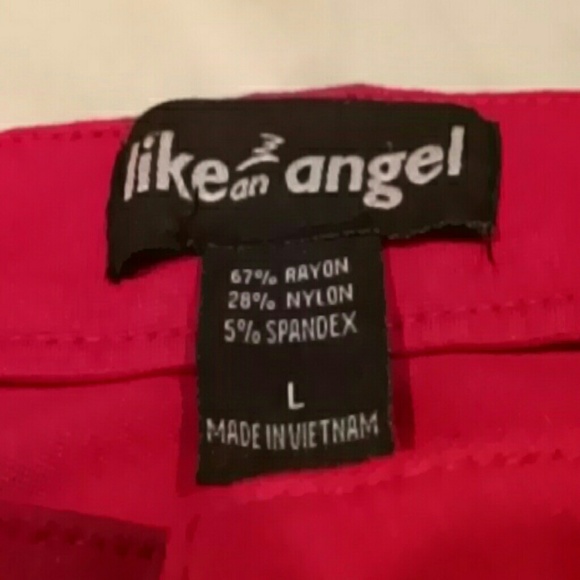 like an angel
67% RAYON
28% NYLON
5% SPANDEX
L
MADE IN VIETNAM